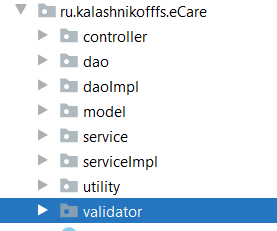 ru.kalashnikofffs.eCare
controller
dao
daoImpl
model
service
serviceImpl
utility
validator